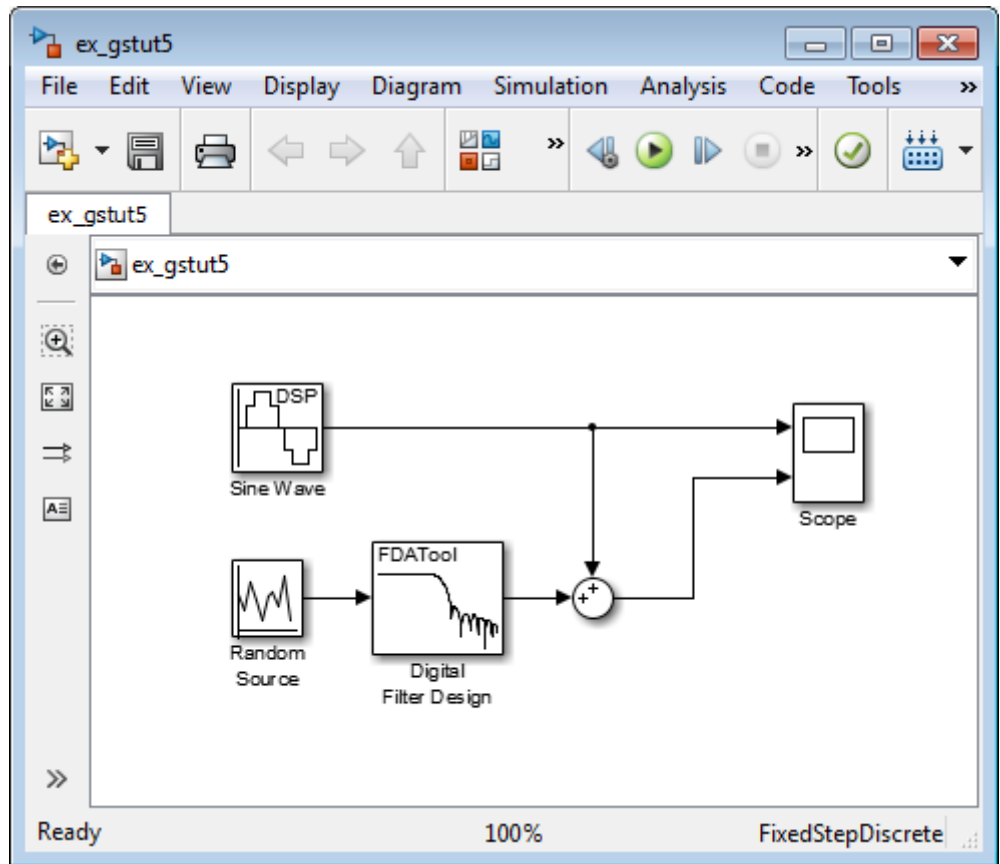 ex_gstut5
File Edit View Display Diagram Simulation Analysis Code Tools »
» »
ex_gstut5
ex_gstut5
DSP
Sine Wave
Scope
FDATool
Random
Source
Digital
Filter Design
++
A
»
Ready 100% FixedStepDiscrete